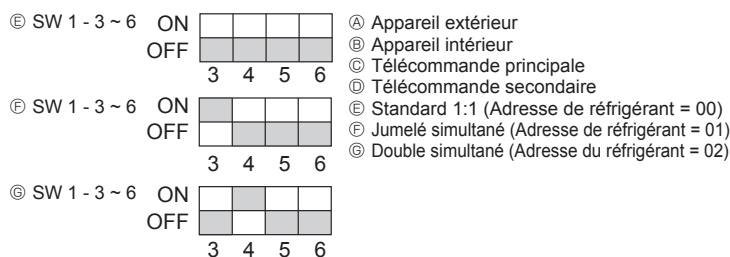 Ⓔ SW 1 - 3 ~ 6 ON
OFF
3 4 5 6
Ⓕ SW 1 - 3 ~ 6 ON
OFF
3 4 5 6
Ⓖ SW 1 - 3 ~ 6 ON
OFF
3 4 5 6
Ⓐ Appareil extérieur
Ⓑ Appareil intérieur
Ⓒ Télécommande principale
Ⓓ Télécommande secondaire
Ⓔ Standard 1:1 (Adresse de réfrigérant = 00)
Ⓕ Jumelé simultané (Adresse de réfrigérant = 01)
Ⓖ Double simultané (Adresse du réfrigérant = 02)